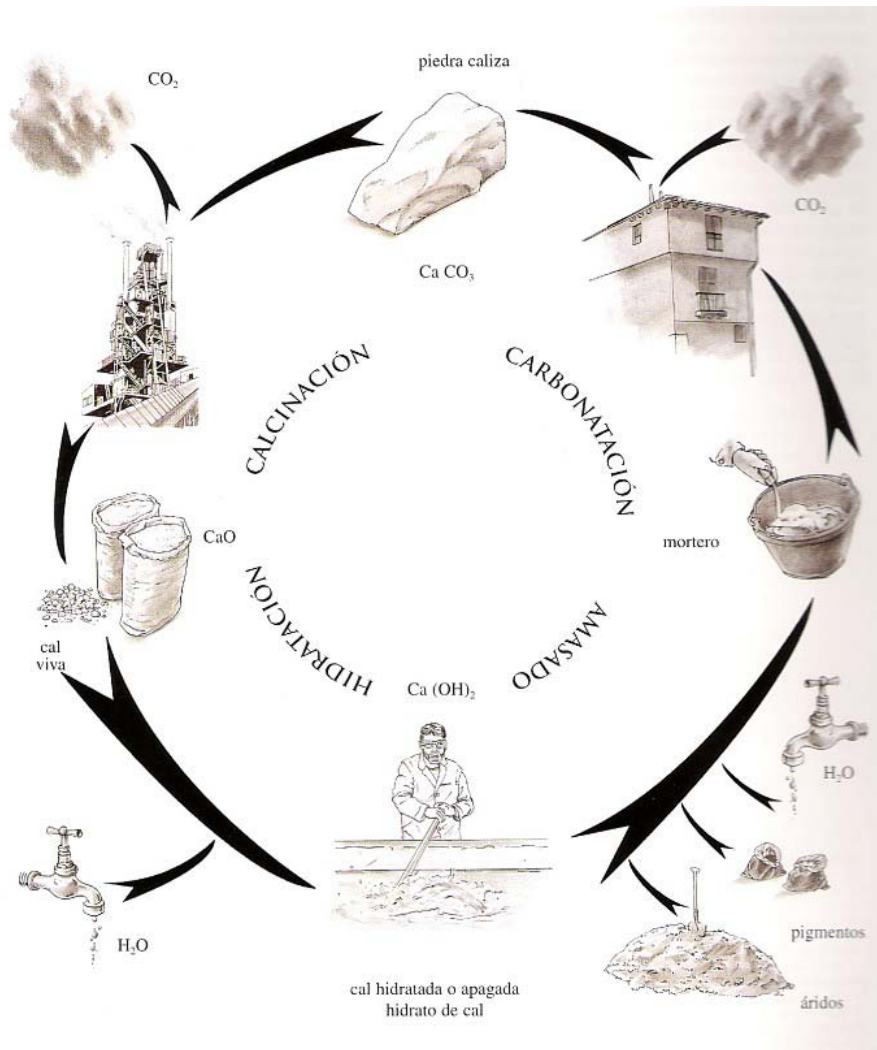 piedra caliza
CO₂
CO₂
Ca CO₃
CALCINACIÓN
CARBONATACIÓN
CaO
mortero
cal
viva
HIDRATACIÓN
AMASADO
Ca (OH)₂
H₂O
H₂O
pigmentos
cal hidratada o apagada
hidrato de cal
áridos